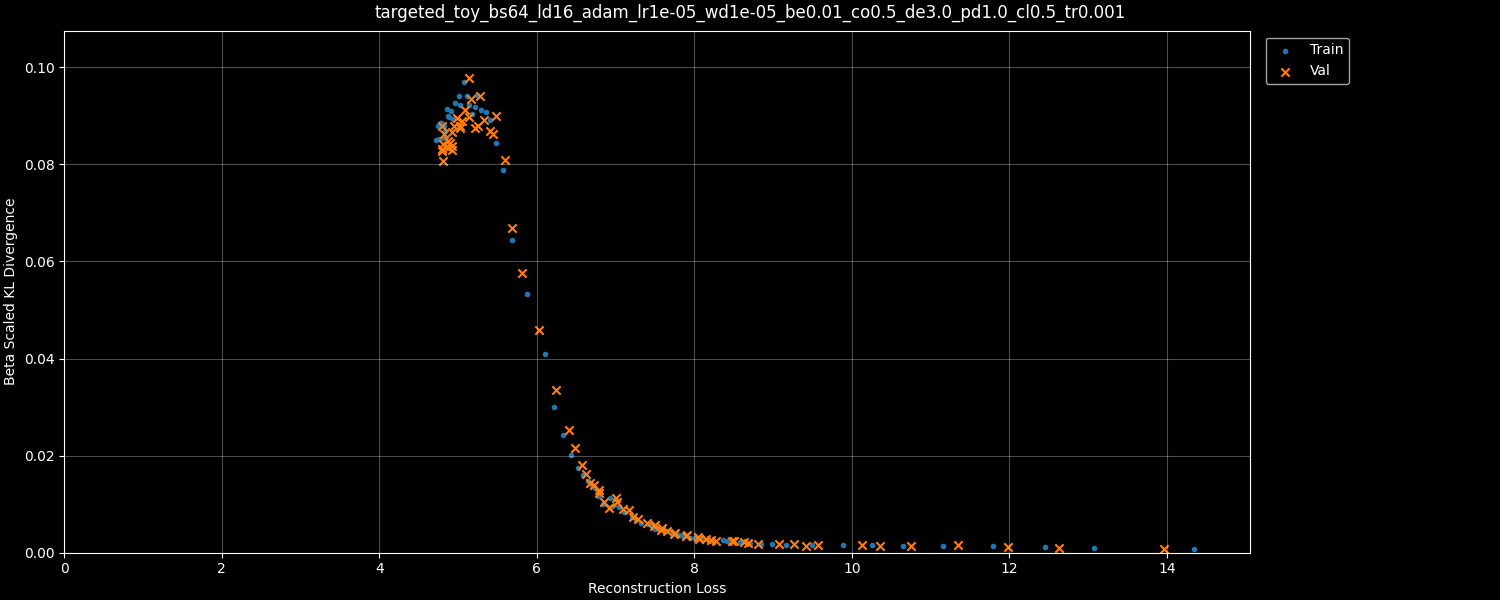 targeted_toy_bs64_ld16_adam_lr1e-05_wd1e-05_be0.01_co0.5_de3.0_pd1.0_cl0.5_tr0.001
Train
Val
Beta Scaled KL Divergence
0.10
0.08
0.06
0.04
0.02
0.00
0 2 4 6 8 10 12 14
Reconstruction Loss